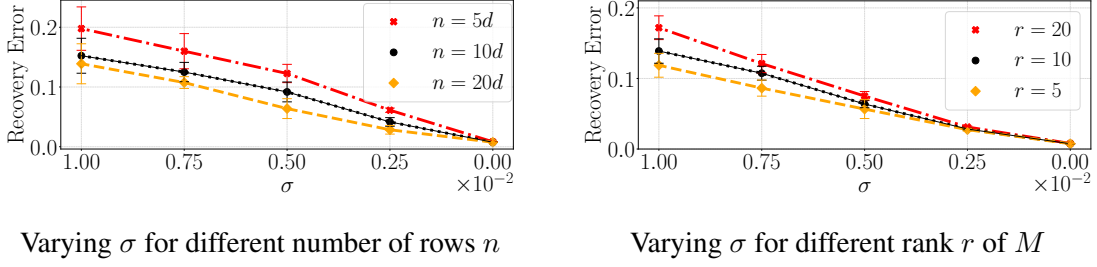 Recovery Error
0.2
0.1
0.0
n = 5d
n = 10d
n = 20d
1.00 0.75 0.50 0.25 0.00
×10⁻²
σ
Varying σ for different number of rows n
Recovery Error
0.2
0.1
0.0
r = 20
r = 10
r = 5
1.00 0.75 0.50 0.25 0.00
×10⁻²
σ
Varying σ for different rank r of M